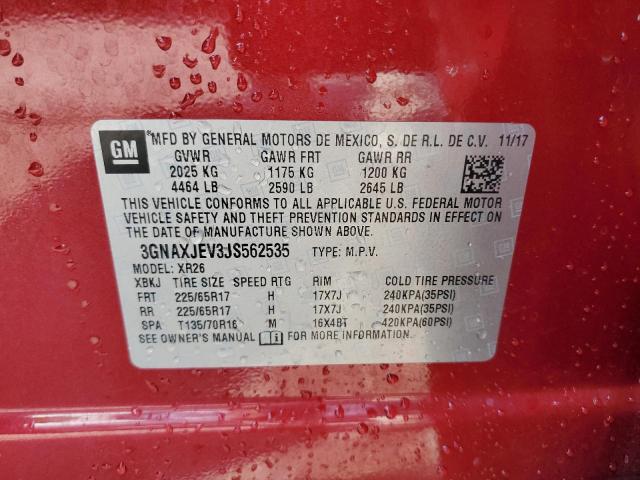 GM *MFD BY GENERAL MOTORS DE MEXICO, S. DE R.L. DE C.V. 11/17
GVWR GAWR FRT GAWR RR
2025 KG 1175 KG 1200 KG
4464 LB 2590 LB 2645 LB
THIS VEHICLE CONFORMS TO ALL APPLICABLE U.S. FEDERAL MOTOR
VEHICLE SAFETY AND THEFT PREVENTION STANDARDS IN EFFECT ON
THE DATE OF MANUFACTURE SHOWN ABOVE.
3GNAXJEV3JS562535 TYPE: M.P.V.
MODEL: XR26
XBKJ TIRE SIZE SPEED RTG RIM COLD TIRE PRESSURE
FRT 225/65R17 H 17X7J 240KPA(35PSI)
RR 225/65R17 H 17X7J 240KPA(35PSI)
SPA T135/70R16 M 16X4BT 420KPA(60PSI)
SEE OWNER'S MANUAL FOR MORE INFORMATION.